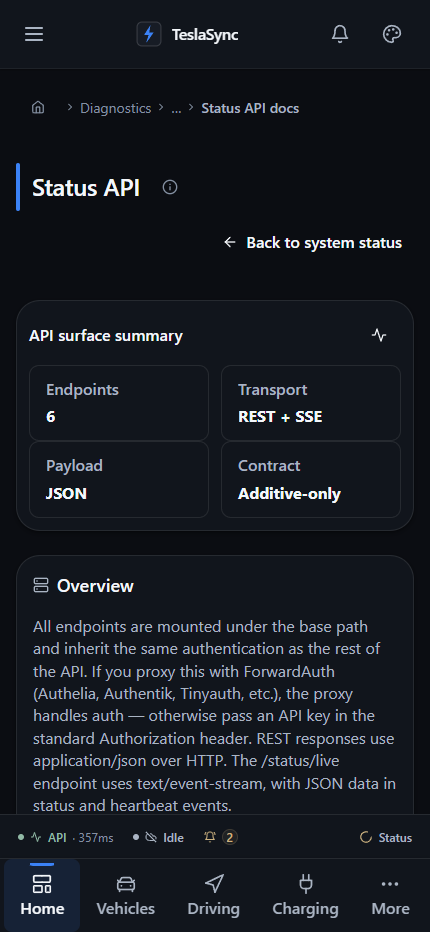 TeslaSync
Diagnostics > ... > Status API docs
Status API
← Back to system status
API surface summary
Endpoints
6
Transport
REST + SSE
Payload
JSON
Contract
Additive-only
Overview
All endpoints are mounted under the base path
and inherit the same authentication as the rest of
the API. If you proxy this with ForwardAuth
(Authelia, Authentik, Tinyauth, etc.), the proxy
handles auth — otherwise pass an API key in the
standard Authorization header. REST responses use
application/json over HTTP. The /status/live
endpoint uses text/event-stream, with JSON data in
status and heartbeat events.
API · 357ms Idle 2 Status
Home Vehicles Driving Charging More